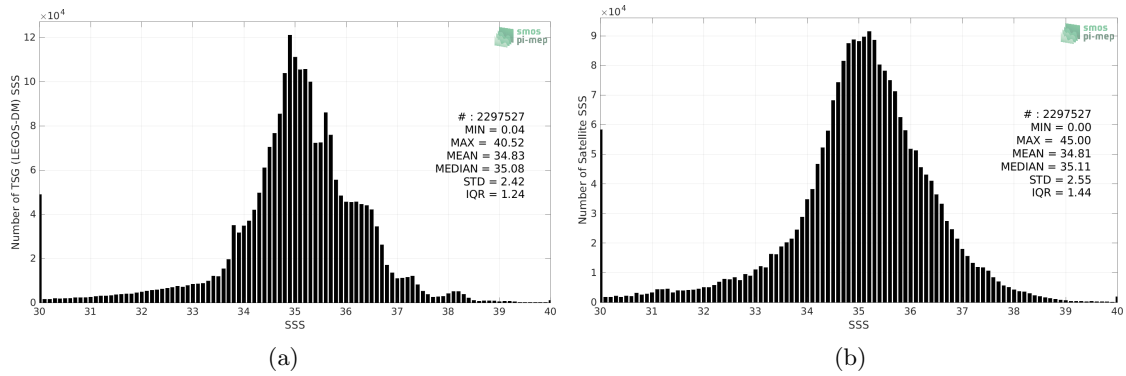 ×10⁴
12
10
8
6
4
2
0
30 31 32 33 34 35 36 37 38 39 40
SSS
Number of TSG (LEGOS-DM) SSS
smos
pi-mep
# : 2297527
MIN = 0.04
MAX = 40.52
MEAN = 34.83
MEDIAN = 35.08
STD = 2.42
IQR = 1.24
(a)
×10⁴
9
8
7
6
5
4
3
2
1
0
30 31 32 33 34 35 36 37 38 39 40
SSS
Number of Satellite SSS
smos
pi-mep
# : 2297527
MIN = 0.00
MAX = 45.00
MEAN = 34.81
MEDIAN = 35.11
STD = 2.55
IQR = 1.44
(b)